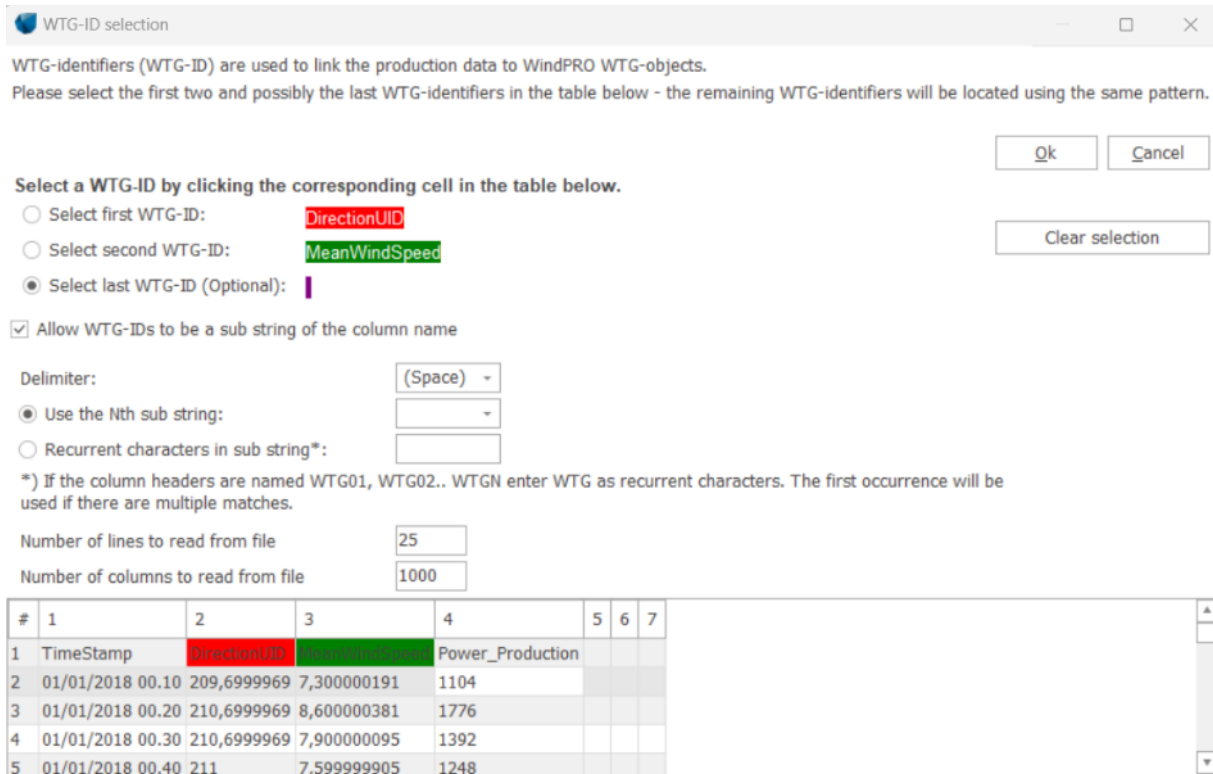 WTG-ID selection
WTG-identifiers (WTG-ID) are used to link the production data to WindPRO WTG-objects.
Please select the first two and possibly the last WTG-identifiers in the table below - the remaining WTG-identifiers will be located using the same pattern.
Ok Cancel
Select a WTG-ID by clicking the corresponding cell in the table below.
Select first WTG-ID: DirectionUID
Select second WTG-ID: MeanWindSpeed
Clear selection
Select last WTG-ID (Optional):
Allow WTG-IDs to be a sub string of the column name
Delimiter: (Space)
Use the Nth sub string:
Recurrent characters in sub string*:
*) If the column headers are named WTG01, WTG02.. WTGN enter WTG as recurrent characters. The first occurrence will be
used if there are multiple matches.
Number of lines to read from file 25
Number of columns to read from file 1000
# 1 2 3 4 5 6 7
1 TimeStamp DirectionUID MeanWindSpeed Power_Production
2 01/01/2018 00.10 209,6999969 7,300000191 1104
3 01/01/2018 00.20 210,6999969 8,600000381 1776
4 01/01/2018 00.30 210,6999969 7,900000095 1392
5 01/01/2018 00.40 211 7,599999905 1248